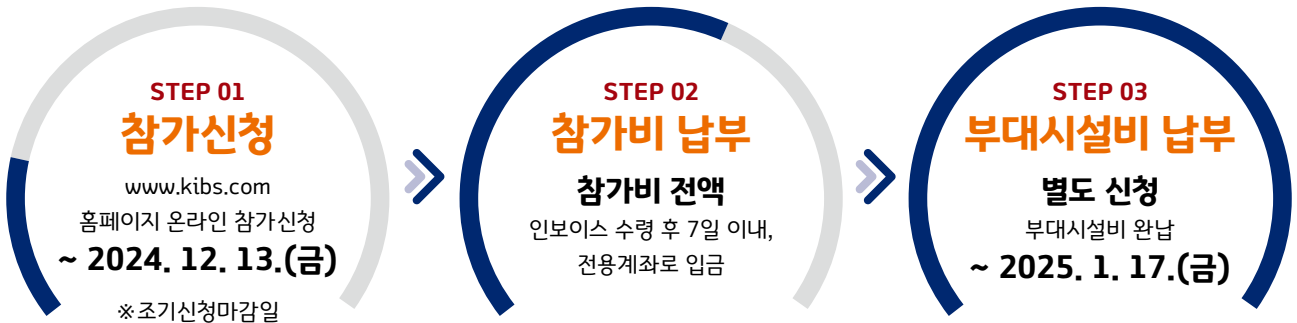 STEP 01
참가신청
www.kibs.com
홈페이지 온라인 참가신청
~ 2024. 12. 13.(금)
※조기신청마감일
STEP 02
참가비 납부
참가비 전액
인보이스 수령 후 7일 이내,
전용계좌로 입금
STEP 03
부대시설비 납부
별도 신청
부대시설비 완납
~ 2025. 1. 17.(금)